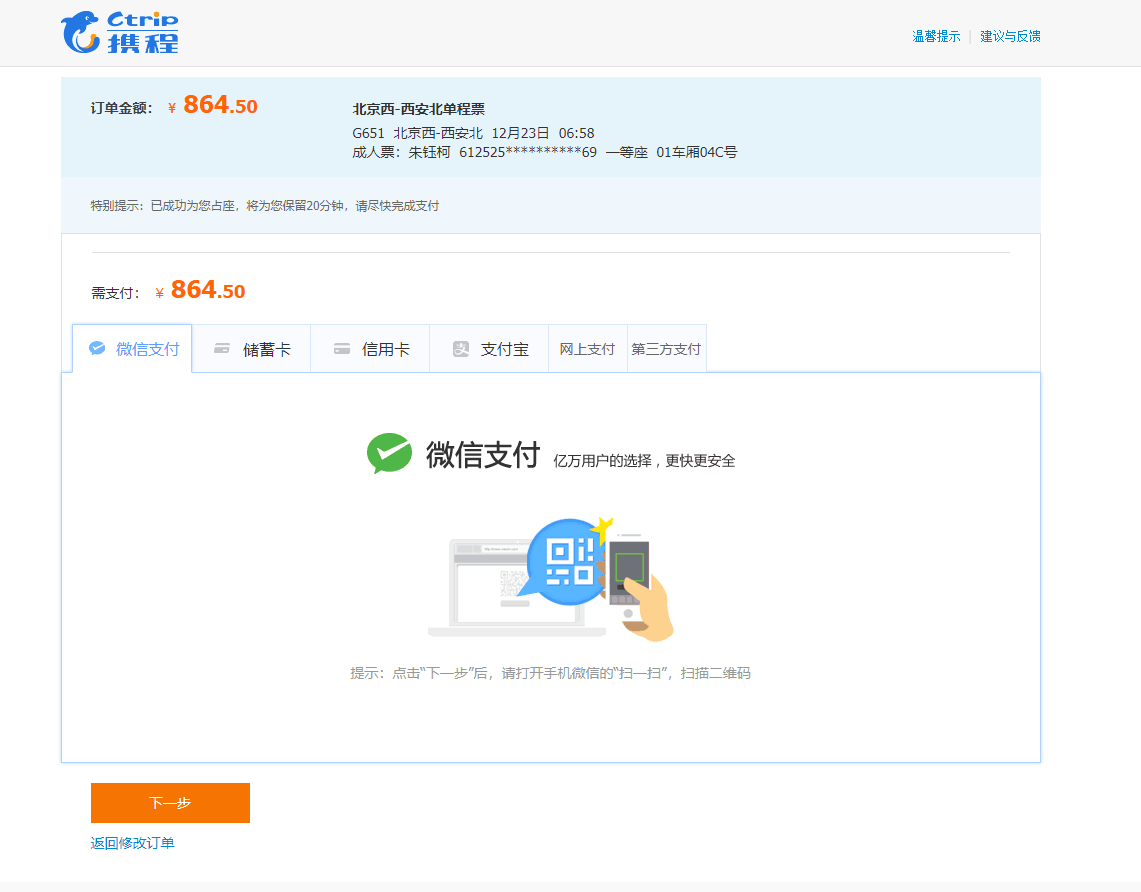 Ctrip
携程
温馨提示 | 建议与反馈
订单金额： ¥ 864.50
北京西-西安北单程票
G651 北京西-西安北 12月23日 06:58
成人票：朱钰柯 612525**********69 一等座 01车厢04C号
特别提示：已成功为您占座，将为您保留20分钟，请尽快完成支付
需支付： ¥ 864.50
微信支付 储蓄卡 信用卡 支付宝 网上支付 第三方支付
微信支付 亿万用户的选择，更快更安全
提示：点击“下一步”后，请打开手机微信的“扫一扫”，扫描二维码
下一步
返回修改订单